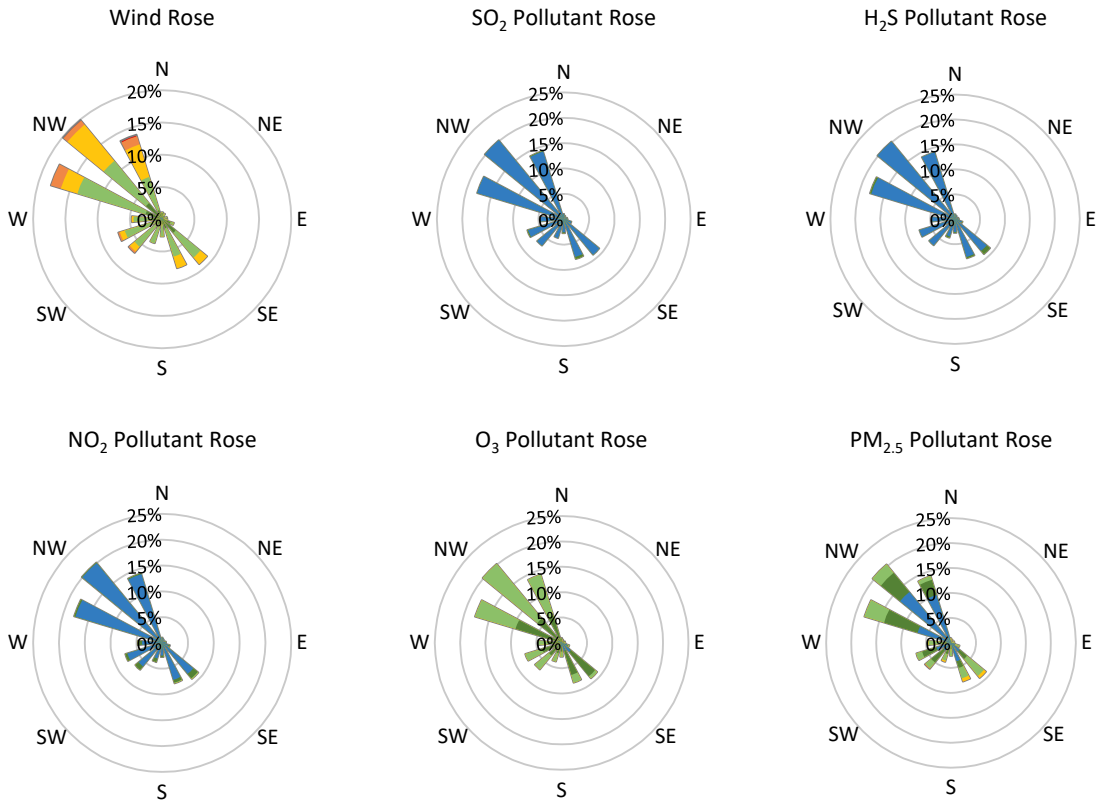 Wind Rose
N
20%
15%
10%
5%
0%
NE
E
SE
S
SW
W
NW
SO₂ Pollutant Rose
N
25%
20%
15%
10%
5%
0%
NE
E
SE
S
SW
W
NW
H₂S Pollutant Rose
N
25%
20%
15%
10%
5%
0%
NE
E
SE
S
SW
W
NW
NO₂ Pollutant Rose
N
25%
20%
15%
10%
5%
0%
NE
E
SE
S
SW
W
NW
O₃ Pollutant Rose
N
25%
20%
15%
10%
5%
0%
NE
E
SE
S
SW
W
NW
PM₂.₅ Pollutant Rose
N
25%
20%
15%
10%
5%
0%
NE
E
SE
S
SW
W
NW